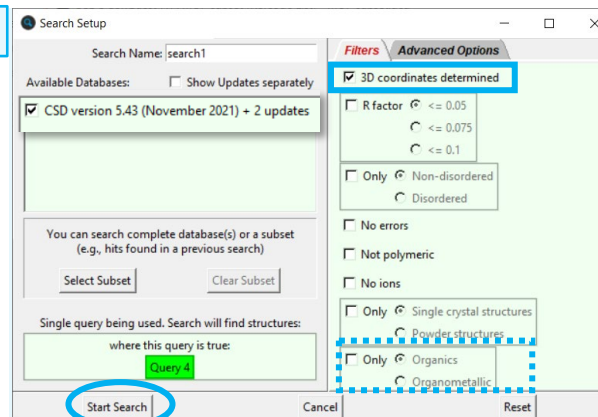 Search Setup
Search Name: search1
Available Databases: Show Updates separately
CSD version 5.43 (November 2021) + 2 updates
You can search complete database(s) or a subset
(e.g., hits found in a previous search)
Select Subset Clear Subset
Single query being used. Search will find structures:
where this query is true:
Query 4
Filters Advanced Options
3D coordinates determined
R factor <= 0.05
<= 0.075
<= 0.1
Only Non-disordered
Disordered
No errors
Not polymeric
No ions
Only Single crystal structures
Powder structures
Only Organics
Organometallic
Start Search Cancel Reset